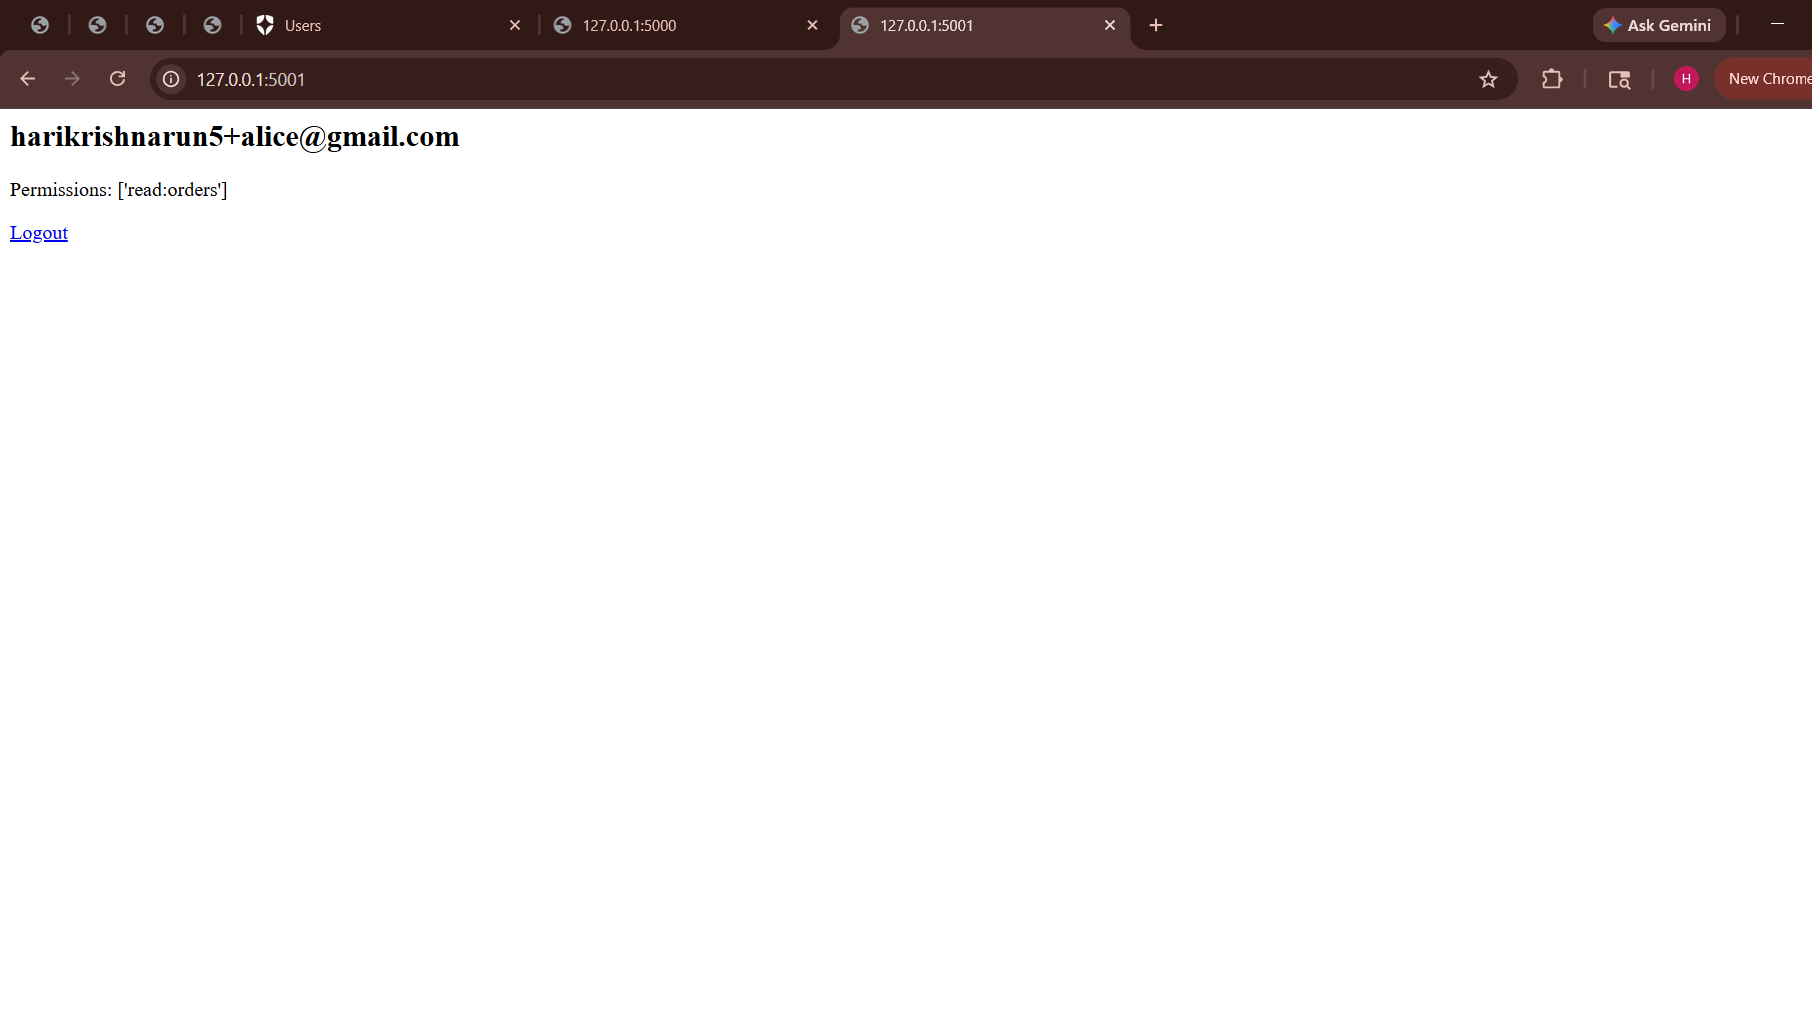 Users
127.0.0.1:5000
127.0.0.1:5001
Ask Gemini
127.0.0.1:5001
H
New Chrome
harikrishnarun5+alice@gmail.com
Permissions: ['read:orders']
Logout